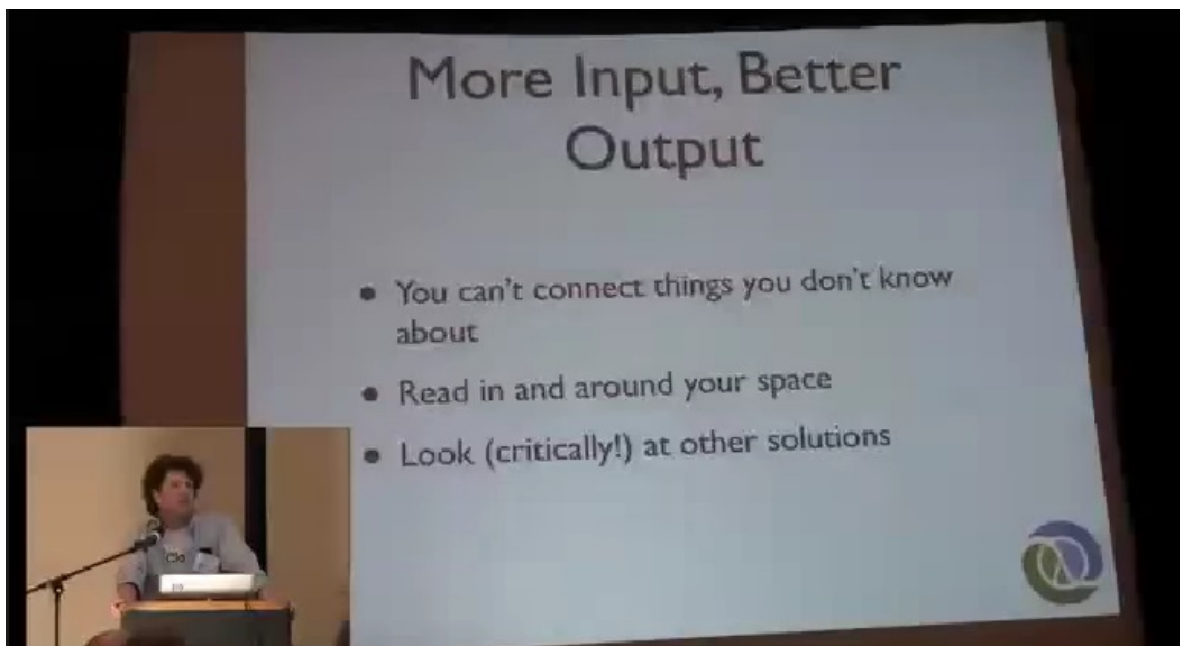 More Input, Better
Output
• You can't connect things you don't know
about
• Read in and around your space
• Look (critically!) at other solutions